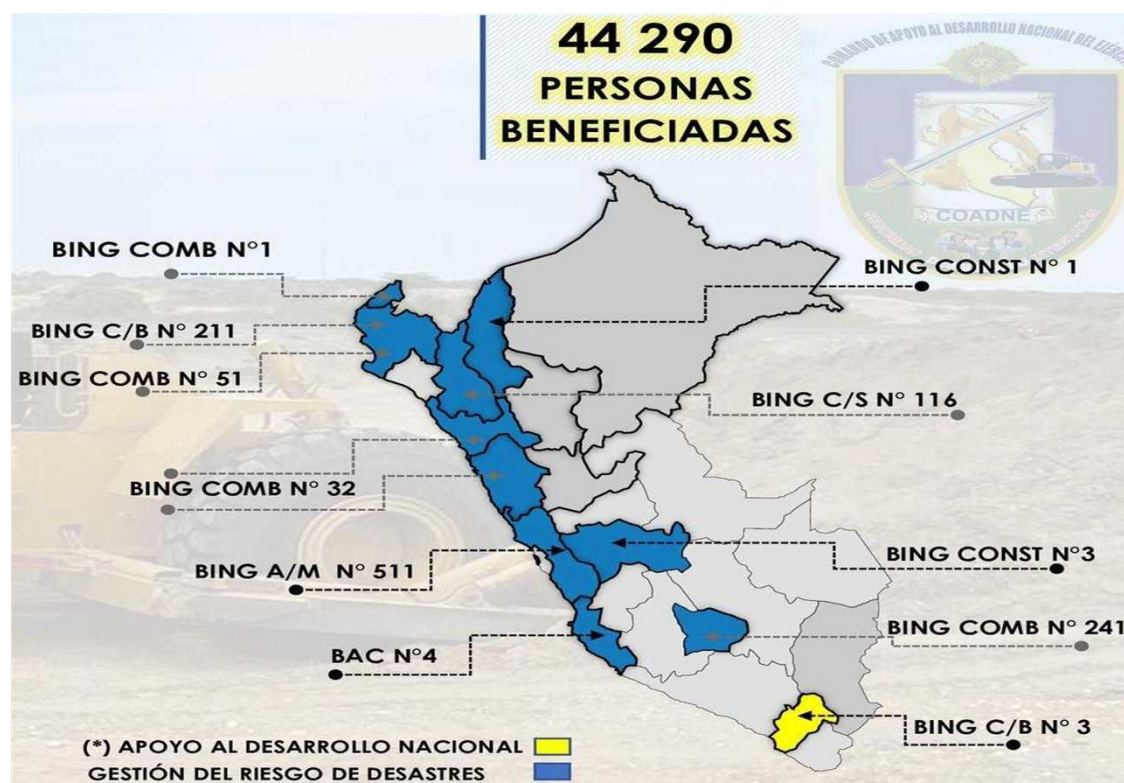 44 290
PERSONAS
BENEFICIADAS
COMANDO DE APOYO AL DESARROLLO NACIONAL DEL EJÉRCITO
COADNE
BING COMB N°1
BING CONST N° 1
BING C/B N° 211
BING COMB N° 51
BING C/S N° 116
BING COMB N° 32
BING CONST N°3
BING A/M N° 511
BING COMB N° 241
BAC N°4
BING C/B N° 3
(*) APOYO AL DESARROLLO NACIONAL
GESTIÓN DEL RIESGO DE DESASTRES